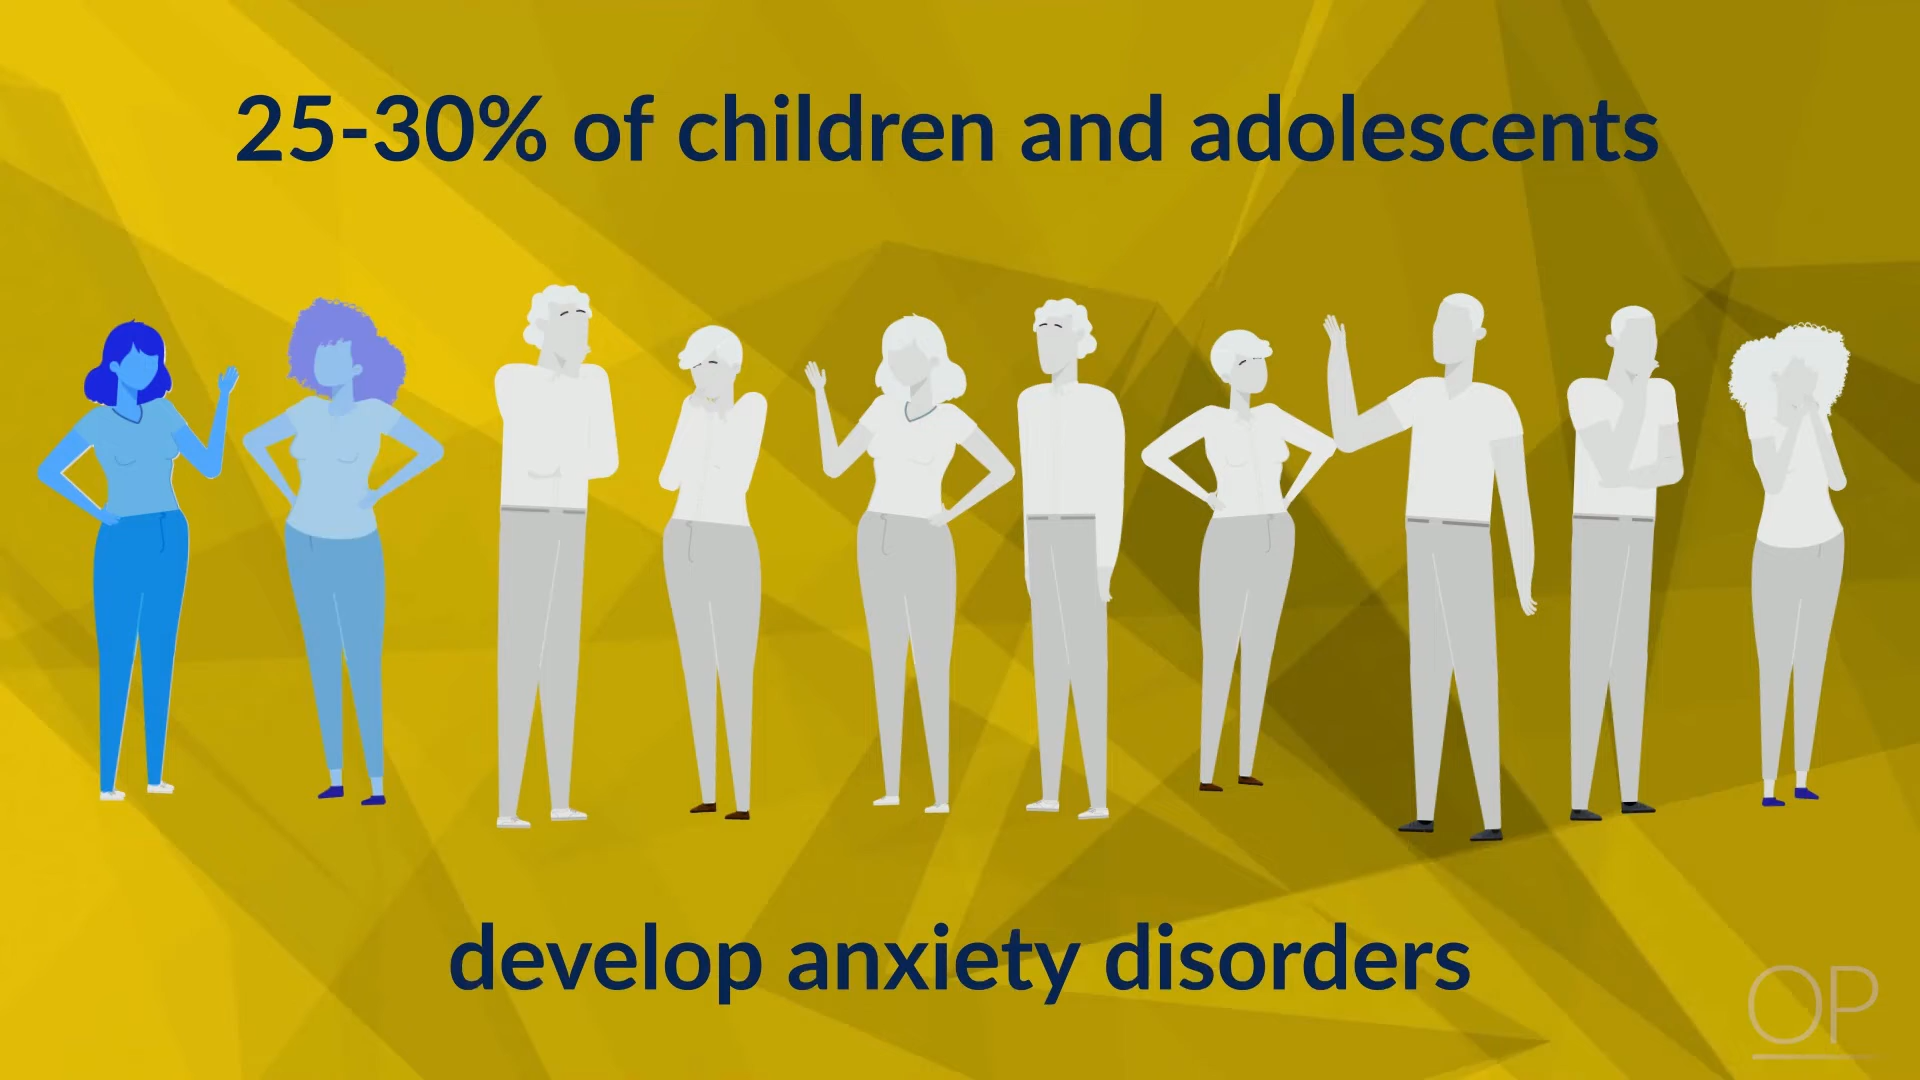 25-30% of children and adolescents
develop anxiety disorders
OP